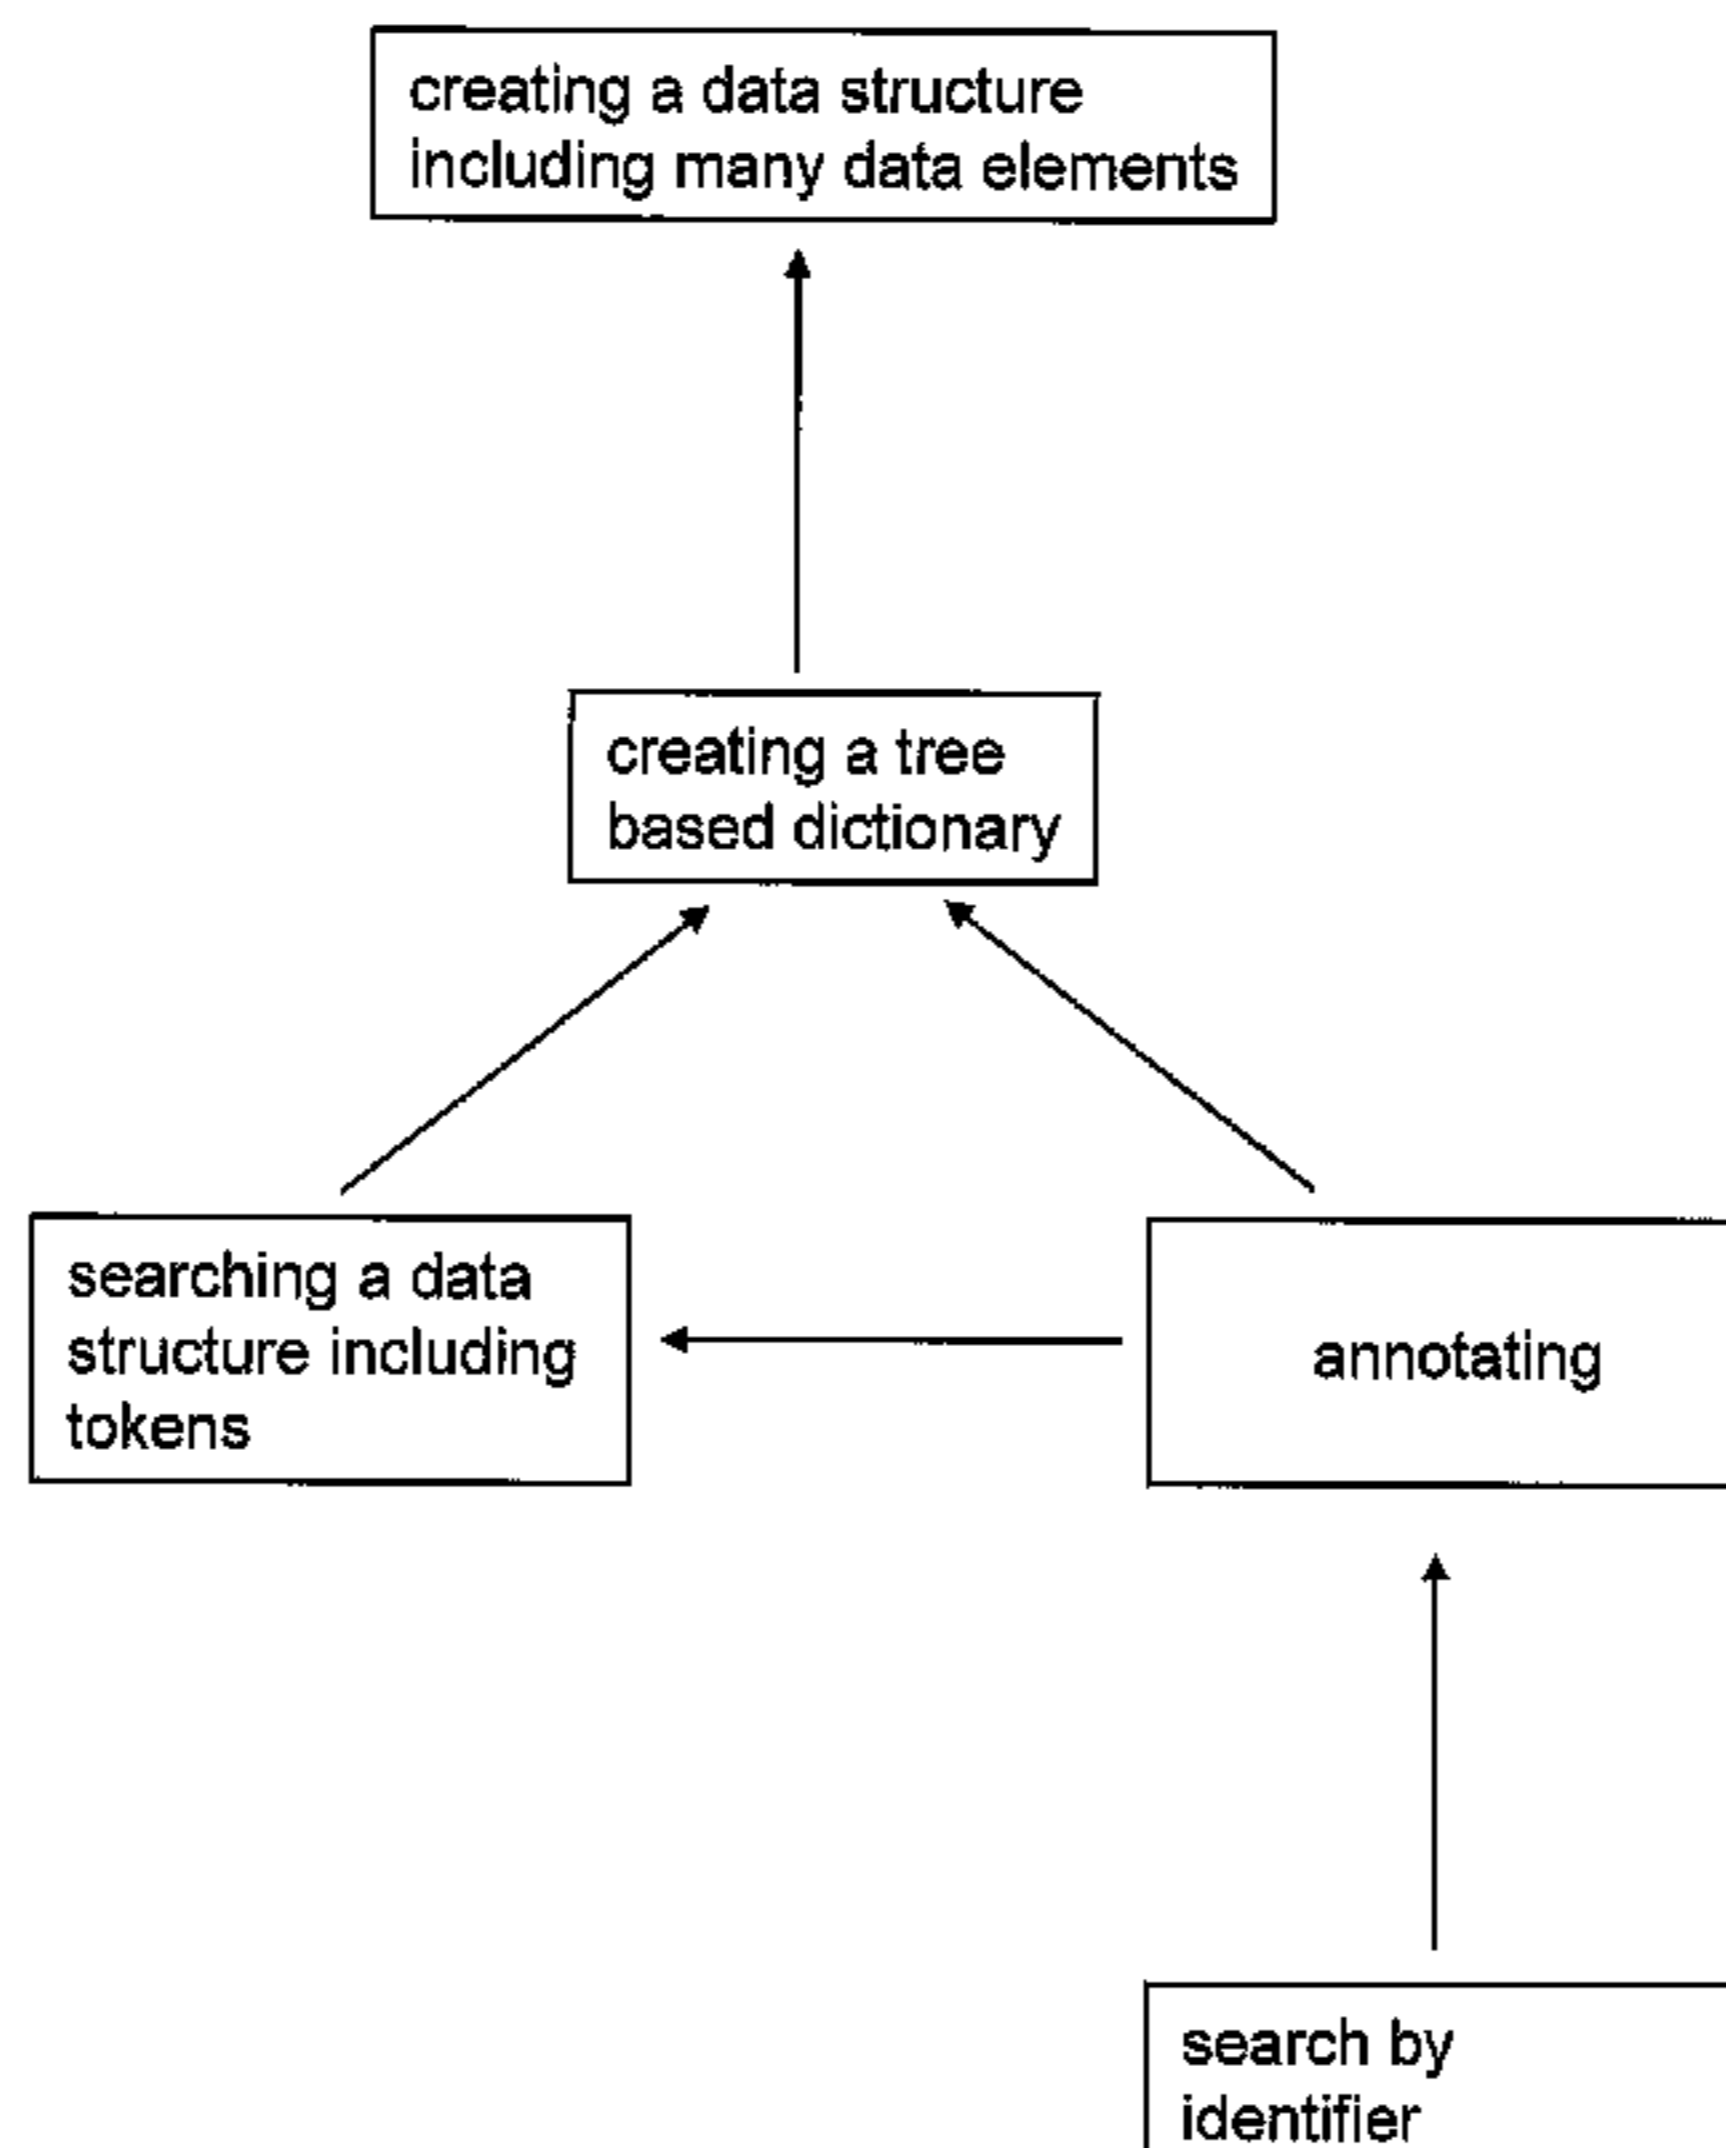 creating a data structure
including many data elements
creating a tree
based dictionary
searching a data
structure including
tokens
annotating
search by
identifier